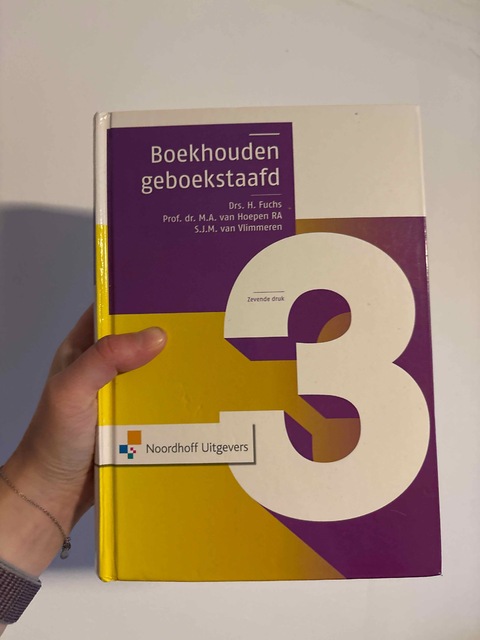 Boekhouden
geboekstaafd
Drs. H. Fuchs
Prof. dr. M.A. van Hoepen RA
S.J.M. van Vlimmeren
Zevende druk
3
Noordhoff Uitgevers